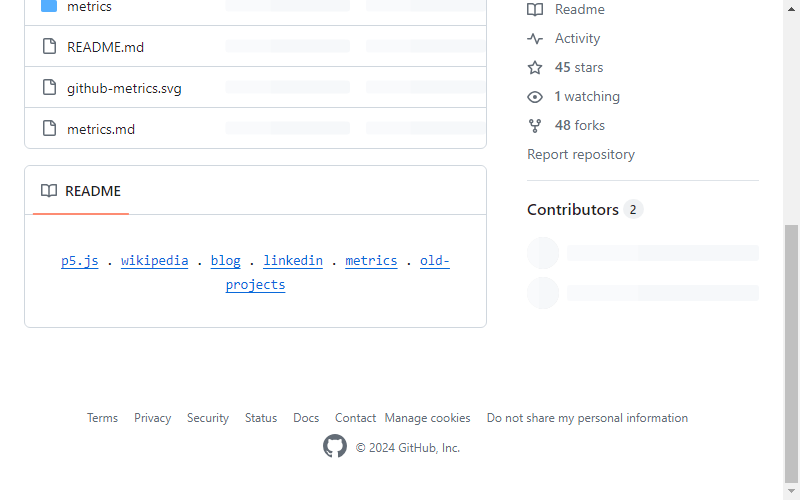 metrics
README.md
github-metrics.svg
metrics.md
README
p5.js . wikipedia . blog . linkedin . metrics . old-
projects
Readme
Activity
45 stars
1 watching
48 forks
Report repository
Contributors 2
Terms Privacy Security Status Docs Contact Manage cookies Do not share my personal information
© 2024 GitHub, Inc.